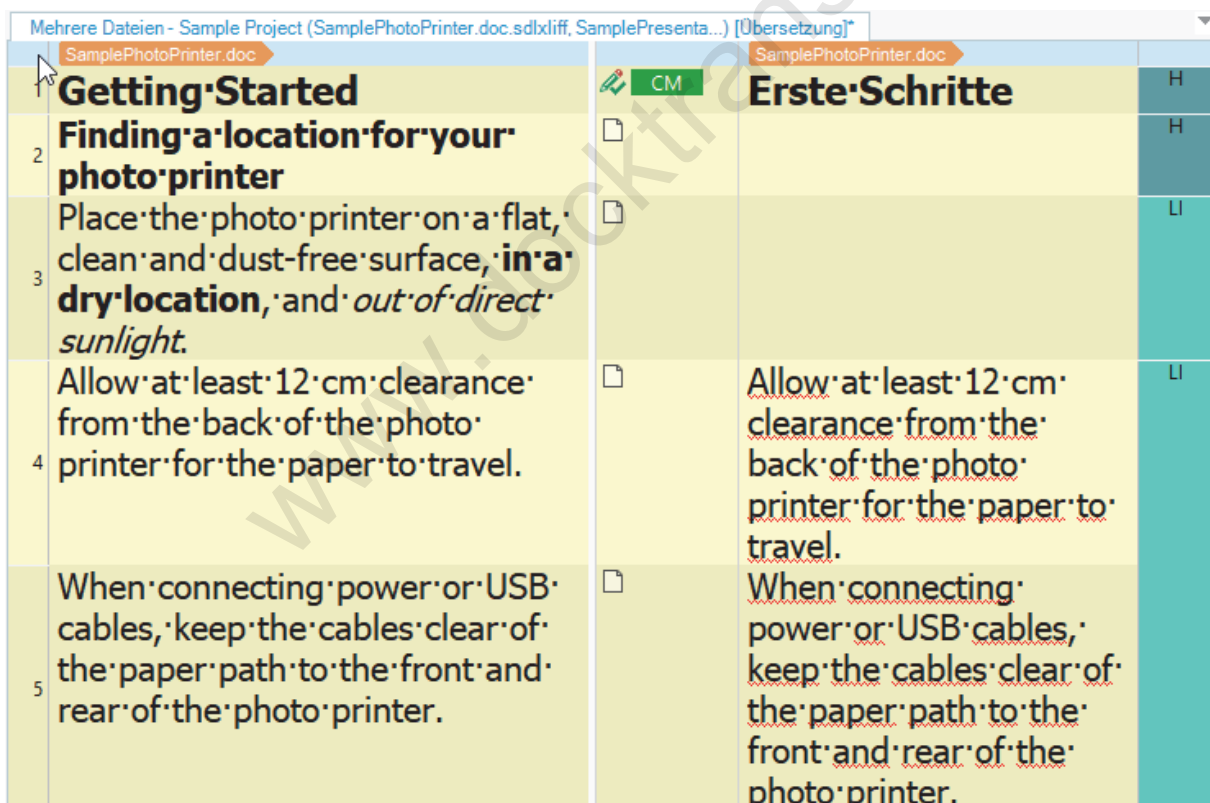 Mehrere Dateien - Sample Project (SamplePhotoPrinter.doc.sdlxliff, SamplePresenta...) [Übersetzung]*
SamplePhotoPrinter.doc
SamplePhotoPrinter.doc
1
Getting·Started
CM
Erste·Schritte
H
2
Finding·a·location·for·your·
photo·printer
H
3
Place·the·photo·printer·on·a·flat,·
clean·and·dust-free·surface,·in·a·
dry·location,·and·out·of·direct·
sunlight.
LI
4
Allow·at·least·12·cm·clearance·
from·the·back·of·the·photo·
printer·for·the·paper·to·travel.
Allow·at·least·12·cm·
clearance·from·the·
back·of·the·photo·
printer·for·the·paper·to·
travel.
LI
5
When·connecting·power·or·USB·
cables,·keep·the·cables·clear·of·
the·paper·path·to·the·front·and·
rear·of·the·photo·printer.
When·connecting·
power·or·USB·cables,·
keep·the·cables·clear·of·
the·paper·path·to·the·
front·and·rear·of·the·
photo·printer.